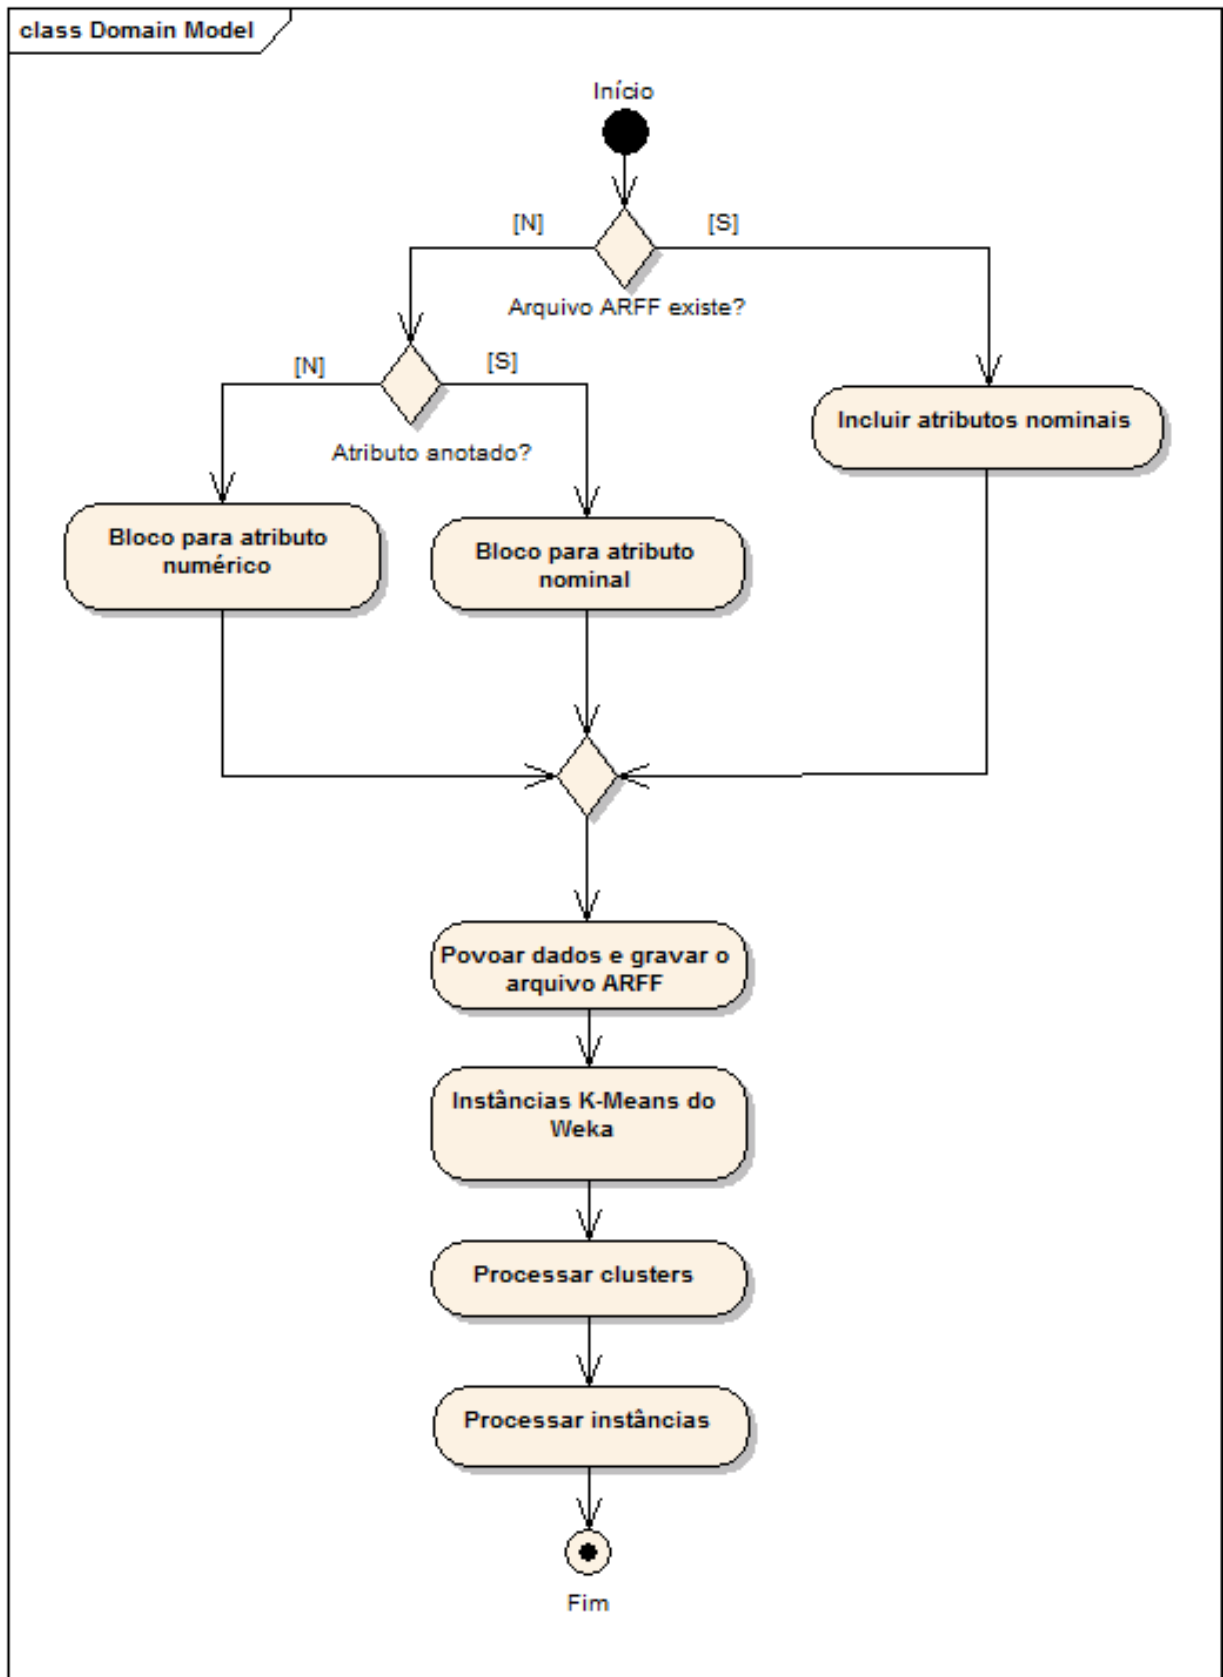 class Domain Model
Início
[N]
[S]
Arquivo ARFF existe?
[N]
[S]
Atributo anotado?
Incluir atributos nominais
Bloco para atributo
numérico
Bloco para atributo
nominal
Povoar dados e gravar o
arquivo ARFF
Instâncias K-Means do
Weka
Processar clusters
Processar instâncias
Fim